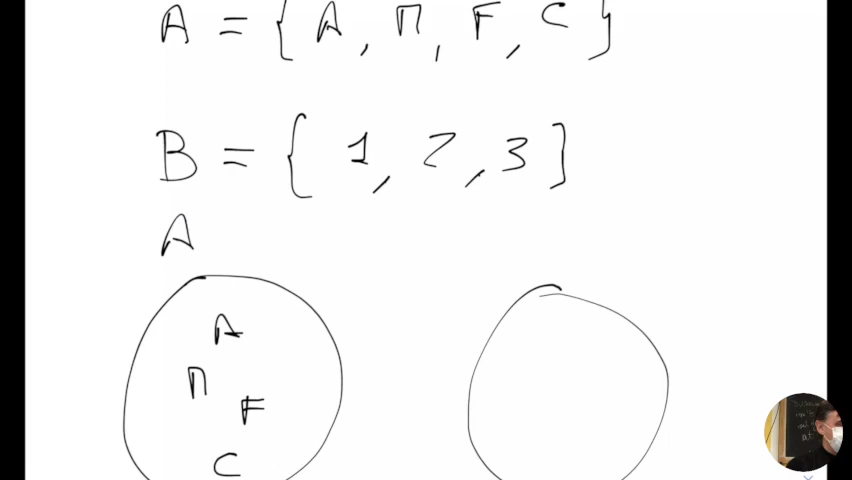 A = { A, П, F, C }
B = { 1, 2, 3 ]
A
A
П
F
C